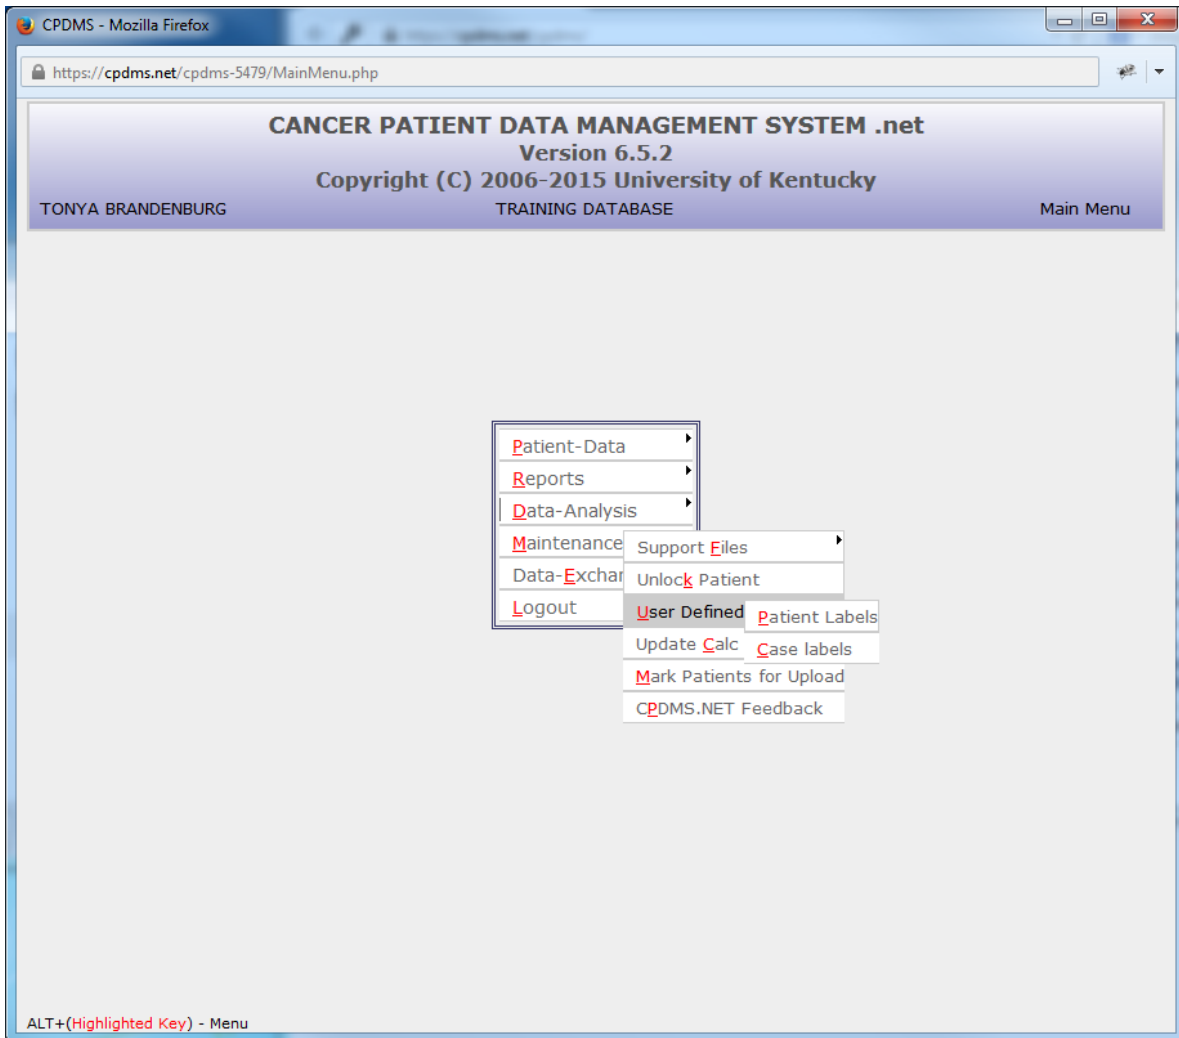 CPDMS - Mozilla Firefox
https://cpdms.net/cpdms-5479/MainMenu.php
CANCER PATIENT DATA MANAGEMENT SYSTEM .net
Version 6.5.2
Copyright (C) 2006-2015 University of Kentucky
TONYA BRANDENBURG TRAINING DATABASE Main Menu
Patient-Data
Reports
Data-Analysis
Maintenance
Data-Exchan
Logout
Support Files
Unlock Patient
User Defined
Update Calc
Mark Patients for Upload
CPDMS.NET Feedback
Patient Labels
Case labels
ALT+(Highlighted Key) - Menu